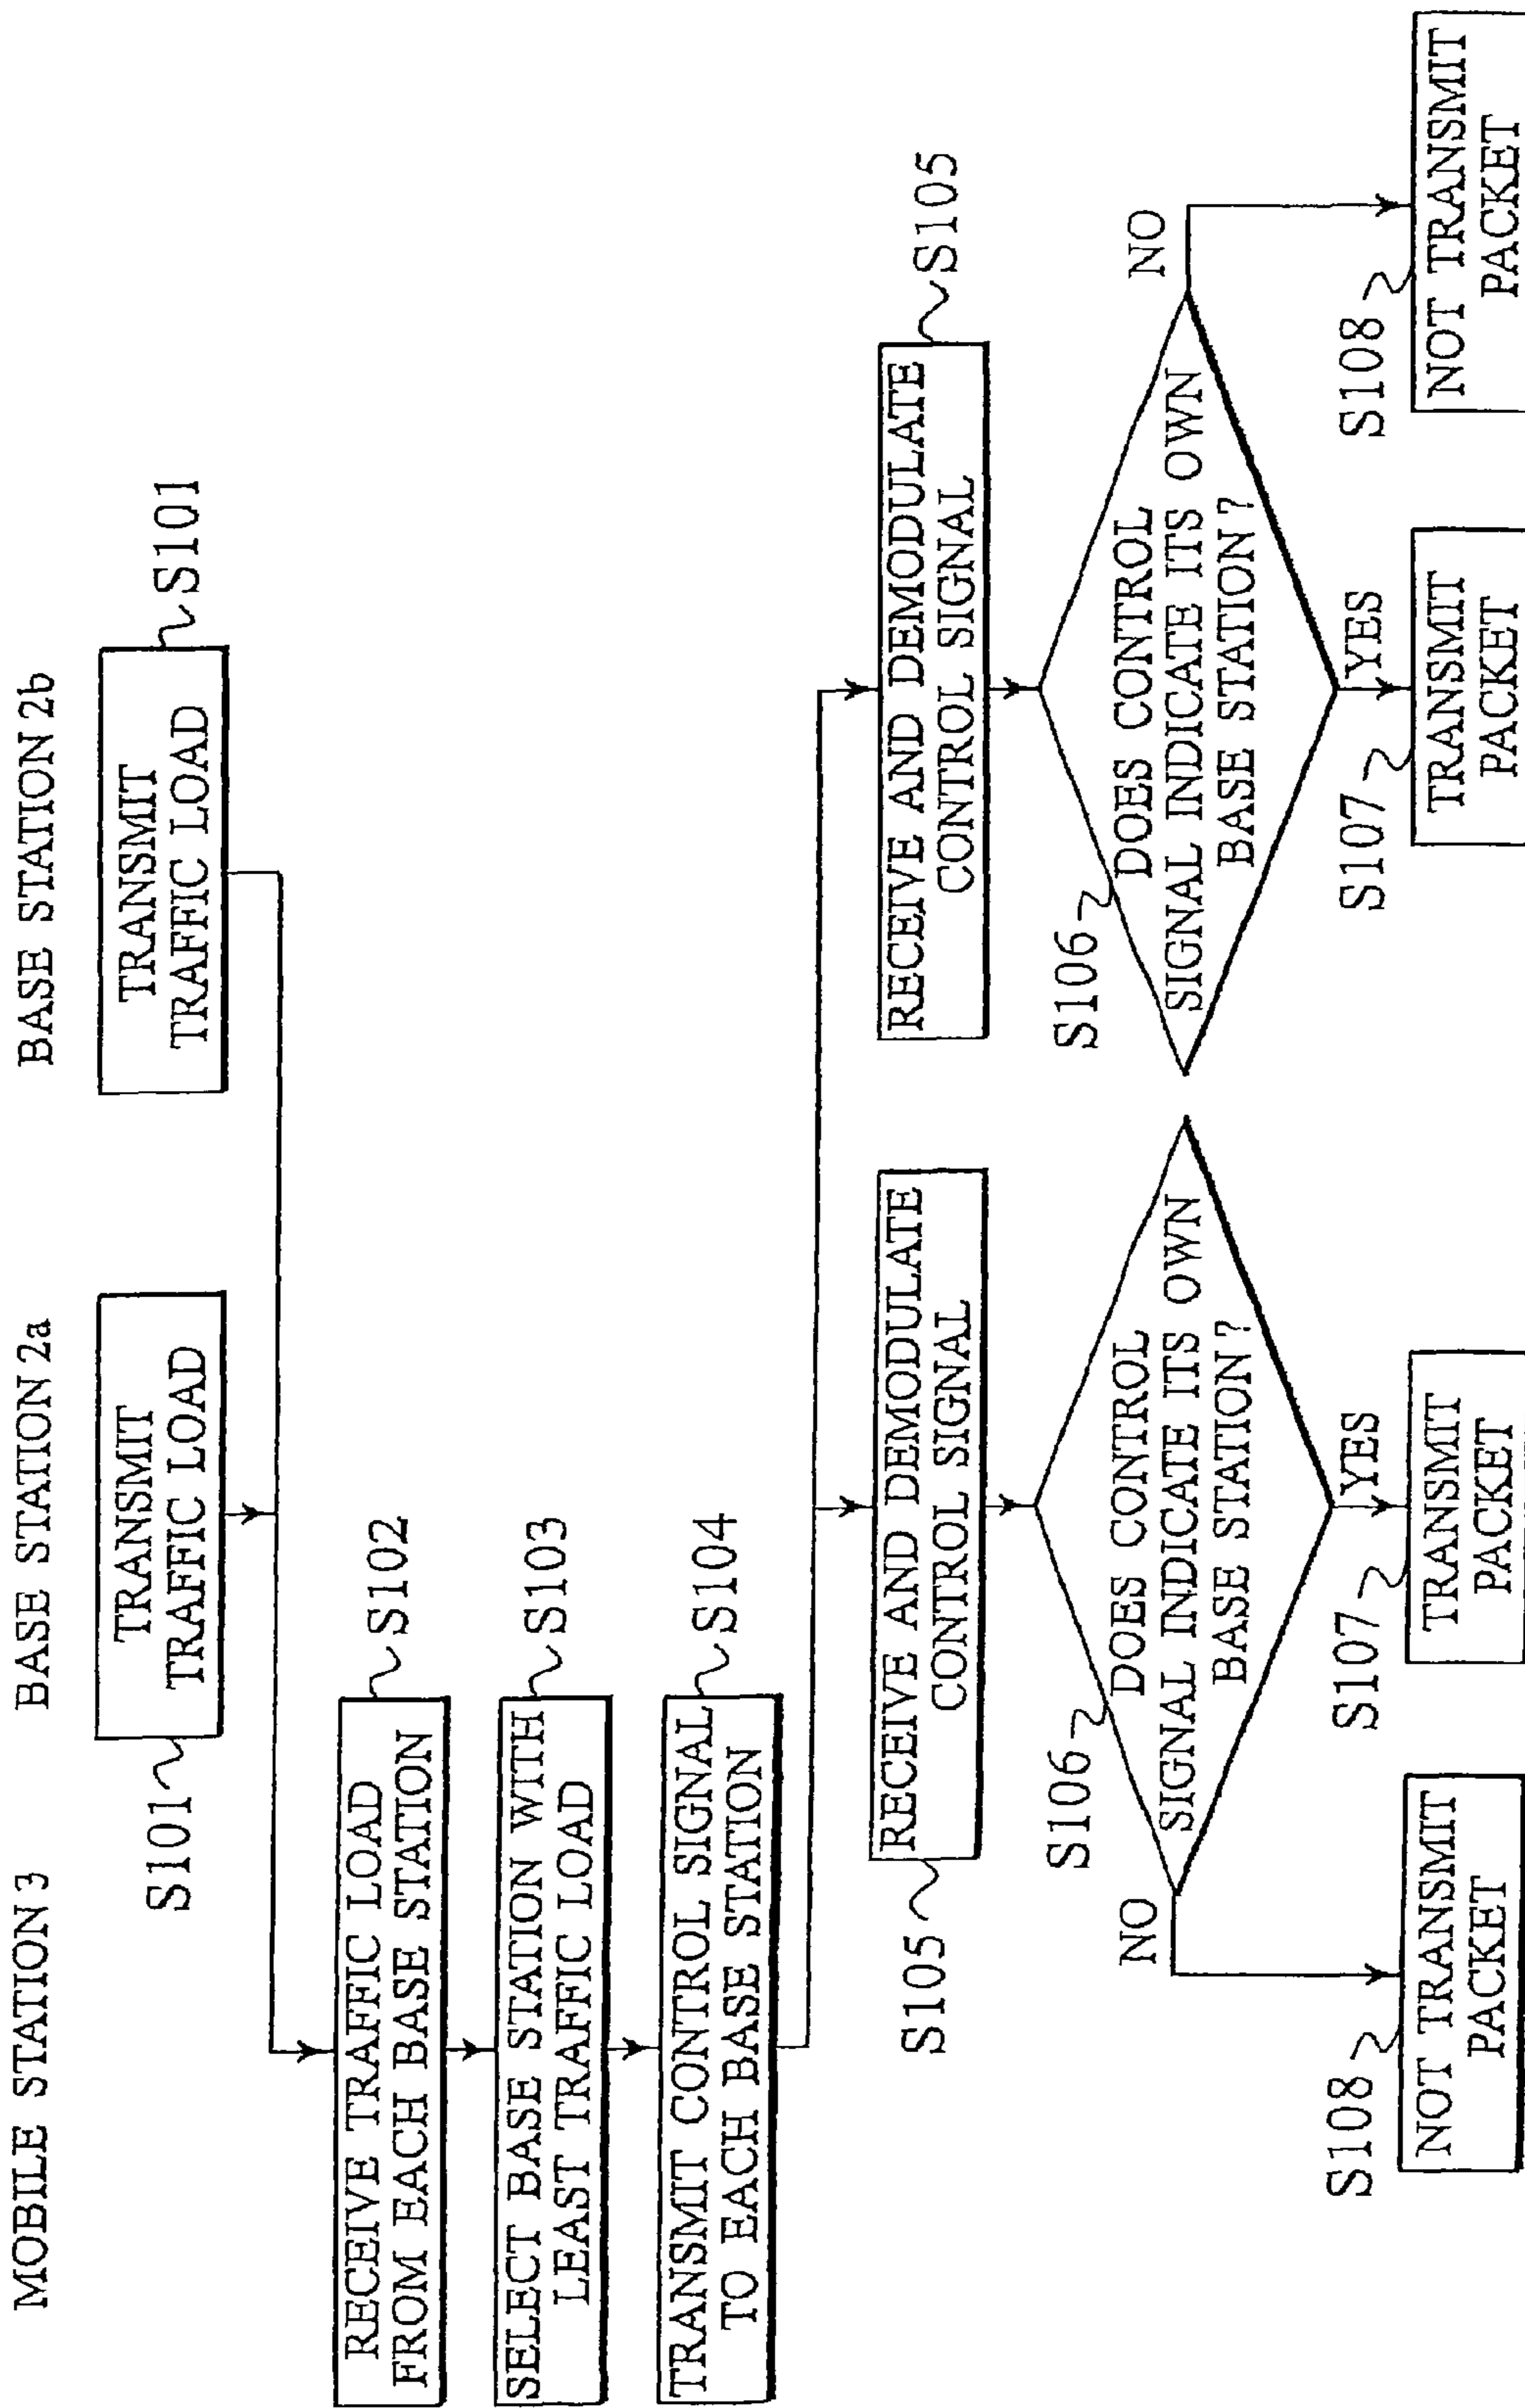 MOBILE STATION 3
BASE STATION 2a
BASE STATION 2b
S101
TRANSMIT
TRAFFIC LOAD
TRANSMIT
TRAFFIC LOAD
S101
RECEIVE TRAFFIC LOAD
FROM EACH BASE STATION
S102
SELECT BASE STATION WITH
LEAST TRAFFIC LOAD
S103
TRANSMIT CONTROL SIGNAL
TO EACH BASE STATION
S104
S105
RECEIVE AND DEMODULATE
CONTROL SIGNAL
RECEIVE AND DEMODULATE
CONTROL SIGNAL
S105
S106
DOES CONTROL
SIGNAL INDICATE ITS OWN
BASE STATION?
NO
YES
S106
DOES CONTROL
SIGNAL INDICATE ITS OWN
BASE STATION?
NO
YES
S108
NOT TRANSMIT
PACKET
S107
TRANSMIT
PACKET
S107
TRANSMIT
PACKET
S108
NOT TRANSMIT
PACKET